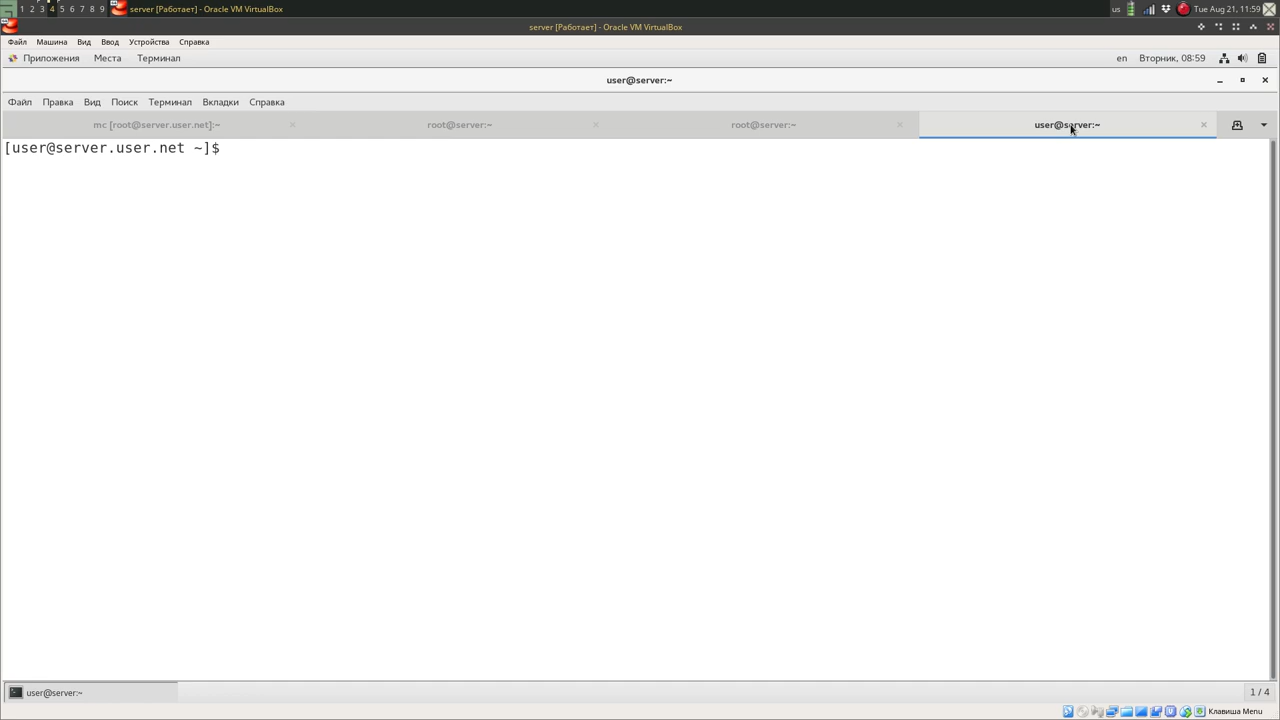 1 2 3 4 5 6 7 8 9 server [Работает] - Oracle VM VirtualBox us Tue Aug 21, 11:59
server [Работает] - Oracle VM VirtualBox
Файл Машина Вид Ввод Устройства Справка
Приложения Места Терминал en Вторник, 08:59
user@server:~
Файл Правка Вид Поиск Терминал Вкладки Справка
mc [root@server.user.net]:~ × root@server:~ × root@server:~ × user@server:~ ×
[user@server.user.net ~]$
user@server:~ 1 / 4
Клавиша Menu